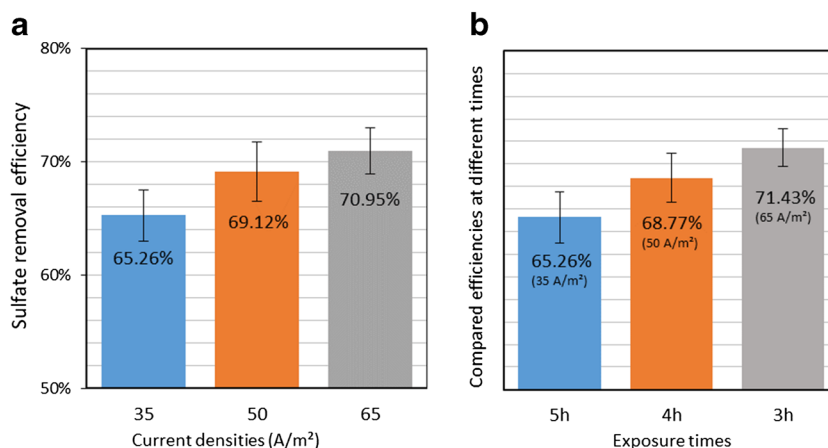 a
Sulfate removal efficiency
80%
70%
60%
50%
65.26%
69.12%
70.95%
35
50
65
Current densities (A/m²)
b
Compared efficiencies at different times
65.26%
(35 A/m²)
68.77%
(50 A/m²)
71.43%
(65 A/m²)
5h
4h
3h
Exposure times